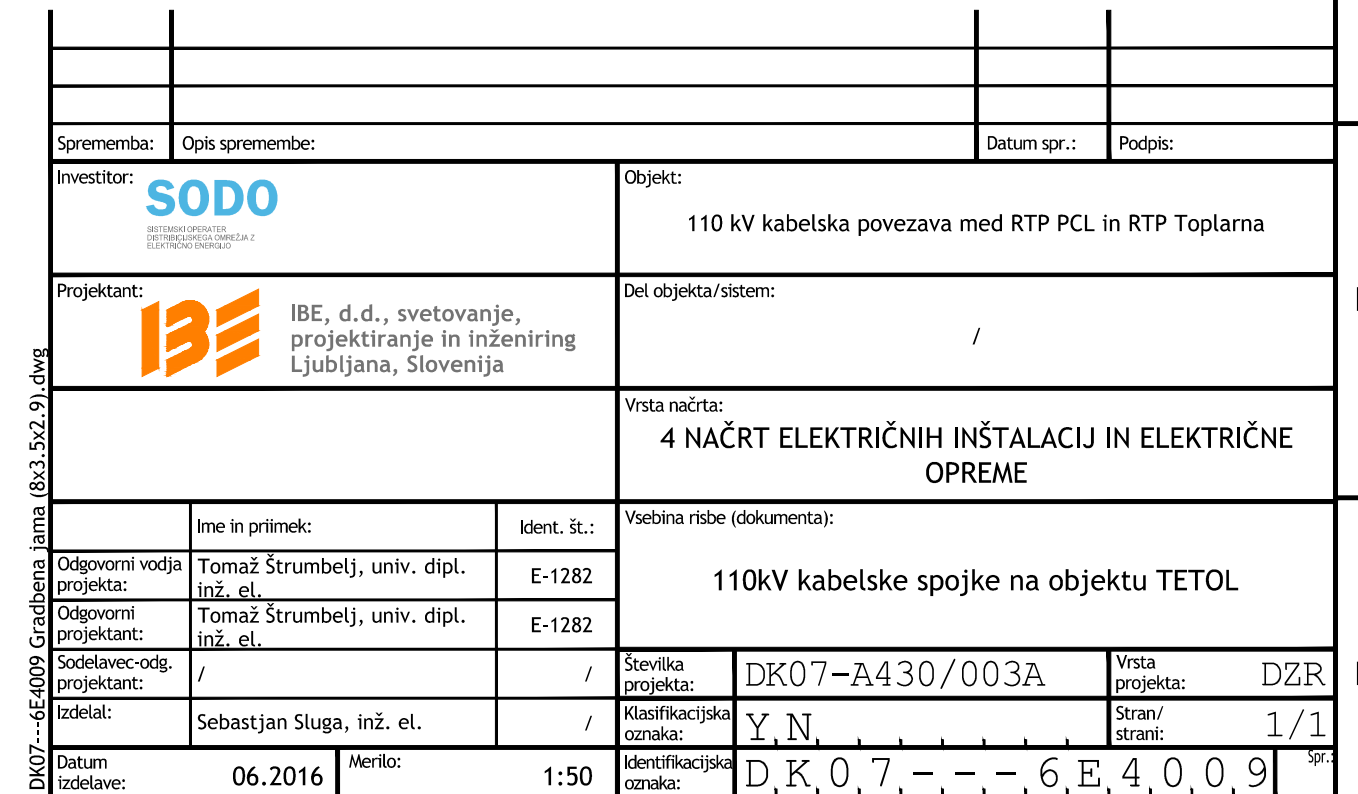 Sprememba:
Opis spremembe:
Datum spr.:
Podpis:
Investitor:
SODO
SISTEMSKI OPERATER
DISTRIBICIJSKEGA OMREŽJA Z
ELEKTRIČNO ENERGIJO
Objekt:
110 kV kabelska povezava med RTP PCL in RTP Toplarna
Projektant:
IBE
IBE, d.d., svetovanje,
projektiranje in inženiring
Ljubljana, Slovenija
Del objekta/sistem:
/
Vrsta načrta:
4 NAČRT ELEKTRIČNIH INŠTALACIJ IN ELEKTRIČNE
OPREME
Ime in priimek:
Ident. št.:
Odgovorni vodja
projekta:
Tomaž Štrumbelj, univ. dipl.
inž. el.
E-1282
Odgovorni
projektant:
Tomaž Štrumbelj, univ. dipl.
inž. el.
E-1282
Sodelavec-odg.
projektant:
/
/
Izdelal:
Sebastjan Sluga, inž. el.
/
Datum
izdelave:
06.2016
Merilo:
1:50
Vsebina risbe (dokumenta):
110kV kabelske spojke na objektu TETOL
Številka
projekta:
DK07-A430/003A
Vrsta
projekta:
DZR
Klasifikacijska
oznaka:
Y N
Stran/
strani:
1/1
Identifikacijska
oznaka:
D K 0 7 - - - 6 E 4 0 0 9
Spr.:
DK07---6E4009 Gradbena jama (8x3.5x2.9).dwg